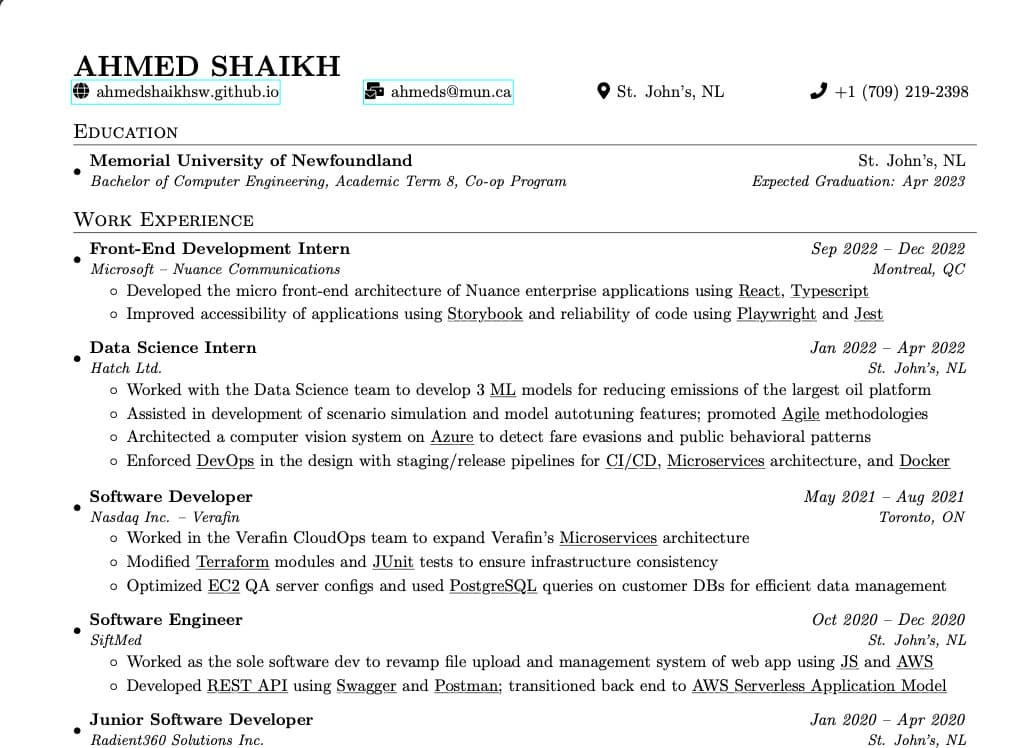 AHMED SHAIKH
ahmedshaikhsw.github.io ahmeds@mun.ca St. John's, NL +1 (709) 219-2398
EDUCATION
Memorial University of Newfoundland St. John's, NL
Bachelor of Computer Engineering, Academic Term 8, Co-op Program Expected Graduation: Apr 2023
WORK EXPERIENCE
Front-End Development Intern Sep 2022 – Dec 2022
Microsoft – Nuance Communications Montreal, QC
Developed the micro front-end architecture of Nuance enterprise applications using React, Typescript
Improved accessibility of applications using Storybook and reliability of code using Playwright and Jest
Data Science Intern Jan 2022 – Apr 2022
Hatch Ltd. St. John's, NL
Worked with the Data Science team to develop 3 ML models for reducing emissions of the largest oil platform
Assisted in development of scenario simulation and model autotuning features; promoted Agile methodologies
Architected a computer vision system on Azure to detect fare evasions and public behavioral patterns
Enforced DevOps in the design with staging/release pipelines for CI/CD, Microservices architecture, and Docker
Software Developer May 2021 – Aug 2021
Nasdaq Inc. – Verafin Toronto, ON
Worked in the Verafin CloudOps team to expand Verafin's Microservices architecture
Modified Terraform modules and JUnit tests to ensure infrastructure consistency
Optimized EC2 QA server configs and used PostgreSQL queries on customer DBs for efficient data management
Software Engineer Oct 2020 – Dec 2020
SiftMed St. John's, NL
Worked as the sole software dev to revamp file upload and management system of web app using JS and AWS
Developed REST API using Swagger and Postman; transitioned back end to AWS Serverless Application Model
Junior Software Developer Jan 2020 – Apr 2020
Radient360 Solutions Inc. St. John's, NL